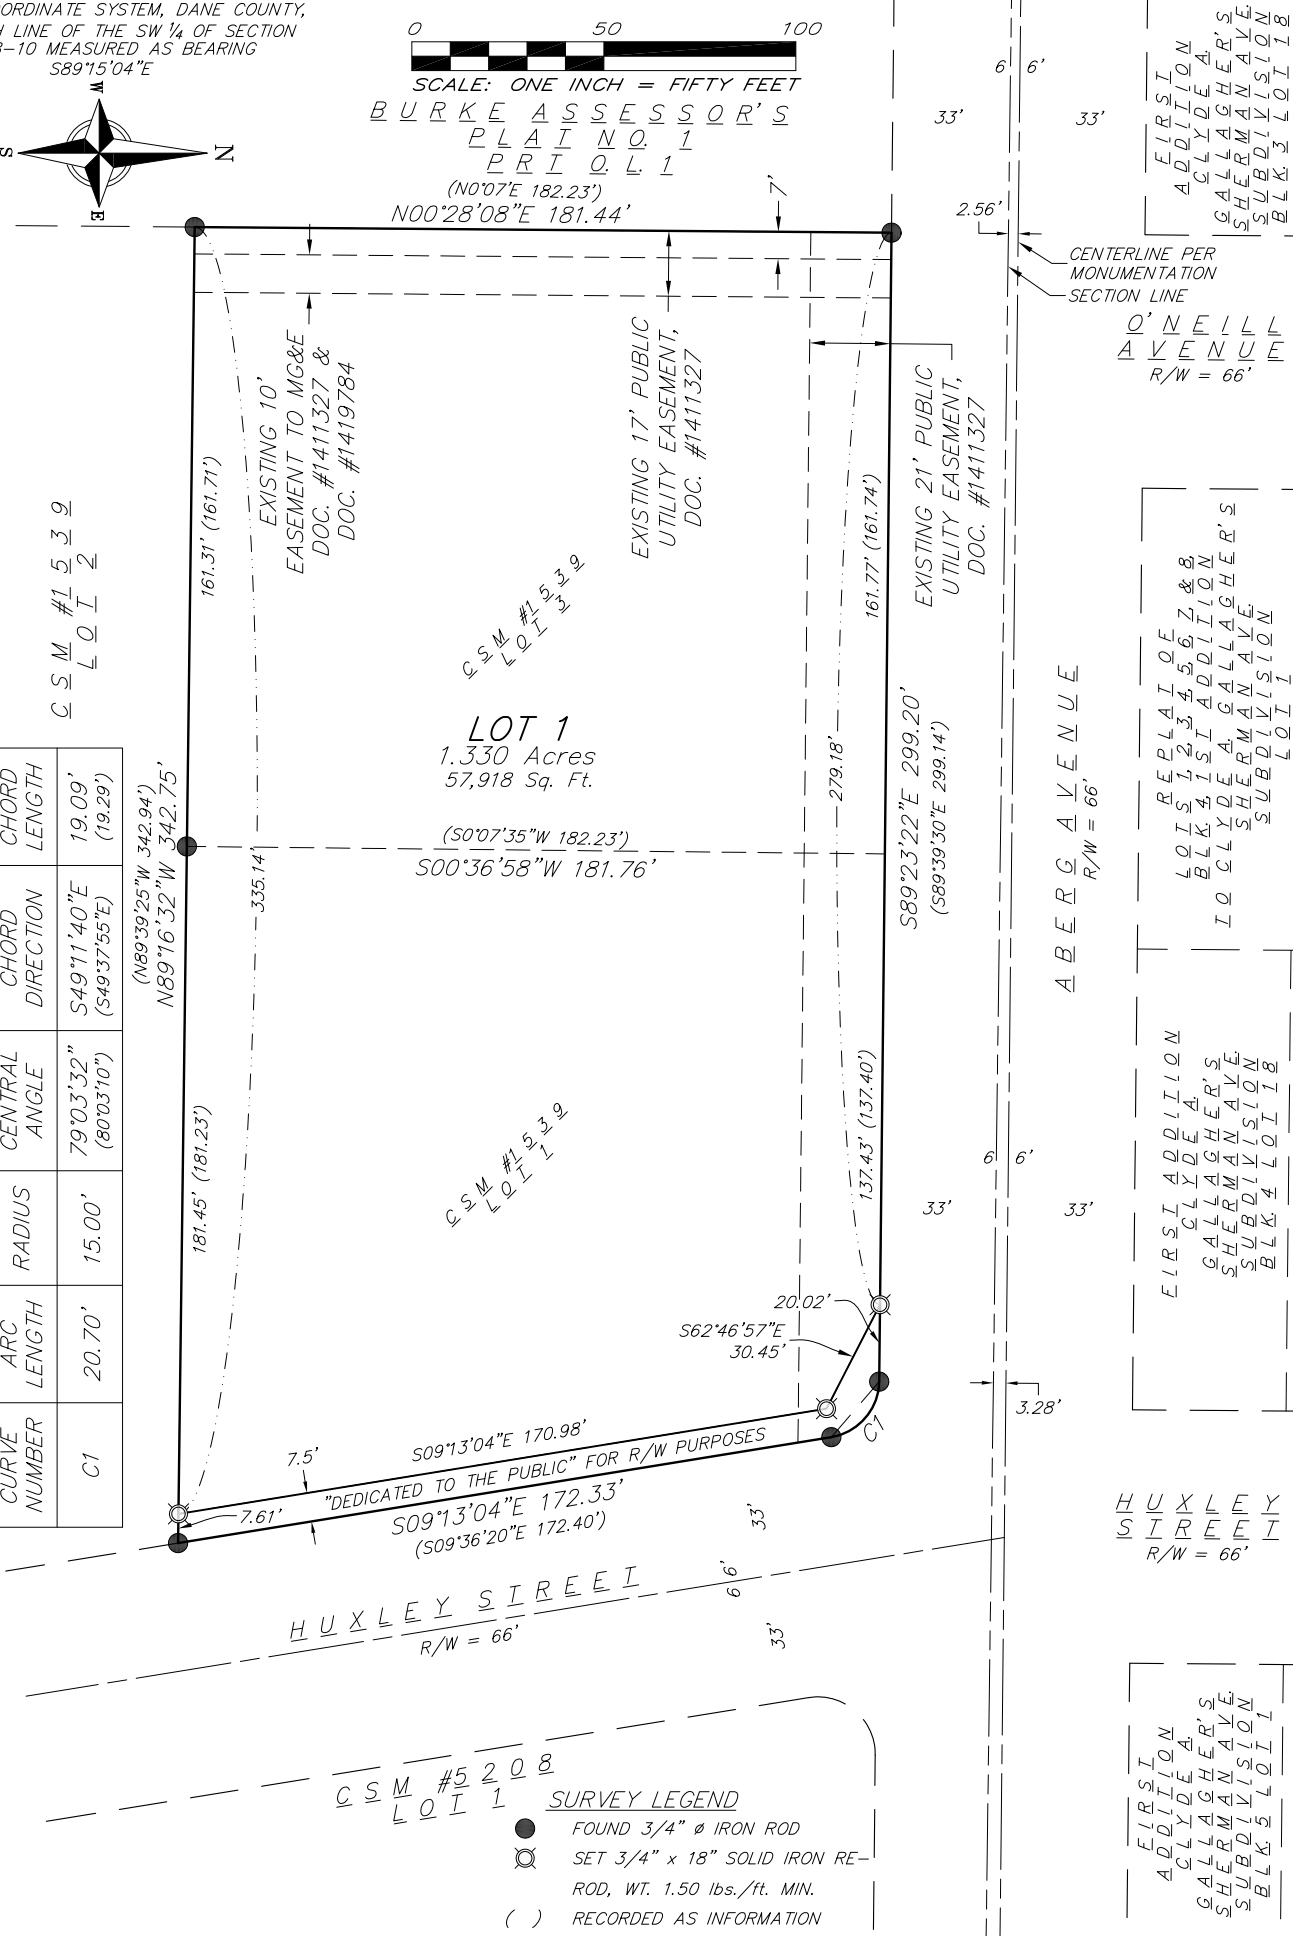 ORDINATE SYSTEM, DANE COUNTY,
H LINE OF THE SW 1/4 OF SECTION
8-10 MEASURED AS BEARING
S89°15'04"E
W
N
S
E
0 50 100
SCALE: ONE INCH = FIFTY FEET
BURKE ASSESSOR'S
PLAT NO. 1
PRT O.L. 1
(N0°07'E 182.23')
N00°28'08"E 181.44'
7'
33'
6' 6'
33'
2.56'
CENTERLINE PER
MONUMENTATION
SECTION LINE
FIRST
ADDITION
CLYDE A.
GALLAGHER'S
SHERMAN AVE.
SUBDIVISION
BLK. 3 LOT 18
O'NEILL
AVENUE
R/W = 66'
EXISTING 10'
EASEMENT TO MG&E
DOC. #1411327 &
DOC. #1419784
EXISTING 17' PUBLIC
UTILITY EASEMENT,
DOC. #1411327
EXISTING 21' PUBLIC
UTILITY EASEMENT,
DOC. #1411327
161.31' (161.71')
161.77' (161.74')
CSM #1539
LOT 2
CSM #1539
LOT 3
LOT 1
1.330 Acres
57,918 Sq. Ft.
(S0°07'35"W 182.23')
S00°36'58"W 181.76'
(N89°39'25"W 342.94')
N89°16'32"W 342.75'
335.14'
279.18'
S89°23'22"E 299.20'
(S89°39'30"E 299.14')
ABERG AVENUE
R/W = 66'
REPLAT OF
LOTS 1,2,3,4,5,6,7,&8,
BLK.4, 1ST ADDITION
TO CLYDE A. GALLAGHER'S
SHERMAN AVE.
SUBDIVISION
LOT 1
CURVE NUMBER
ARC LENGTH
RADIUS
CENTRAL ANGLE
CHORD DIRECTION
CHORD LENGTH
C1
20.70'
15.00'
79°03'32"
(80°03'10")
S49°11'40"E
(S49°37'55"E)
19.09'
(19.29')
181.45' (181.23')
137.43' (137.40')
CSM #1539
LOT 1
6' 6'
33'
33'
FIRST ADDITION
CLYDE A.
GALLAGHER'S
SHERMAN AVE.
SUBDIVISION
BLK.4 LOT 18
20.02'
S62°46'57"E
30.45'
3.28'
C1
7.5'
S09°13'04"E 170.98'
"DEDICATED TO THE PUBLIC" FOR R/W PURPOSES
7.61'
S09°13'04"E 172.33'
(S09°36'20"E 172.40')
33'
6' 6'
33'
HUXLEY STREET
R/W = 66'
HUXLEY
STREET
R/W = 66'
CSM #5208
LOT 1
FIRST
ADDITION
CLYDE A.
GALLAGHER'S
SHERMAN AVE.
SUBDIVISION
BLK.5 LOT 1
SURVEY LEGEND
FOUND 3/4" ø IRON ROD
SET 3/4" x 18" SOLID IRON RE-
ROD, WT. 1.50 lbs./ft. MIN.
( ) RECORDED AS INFORMATION